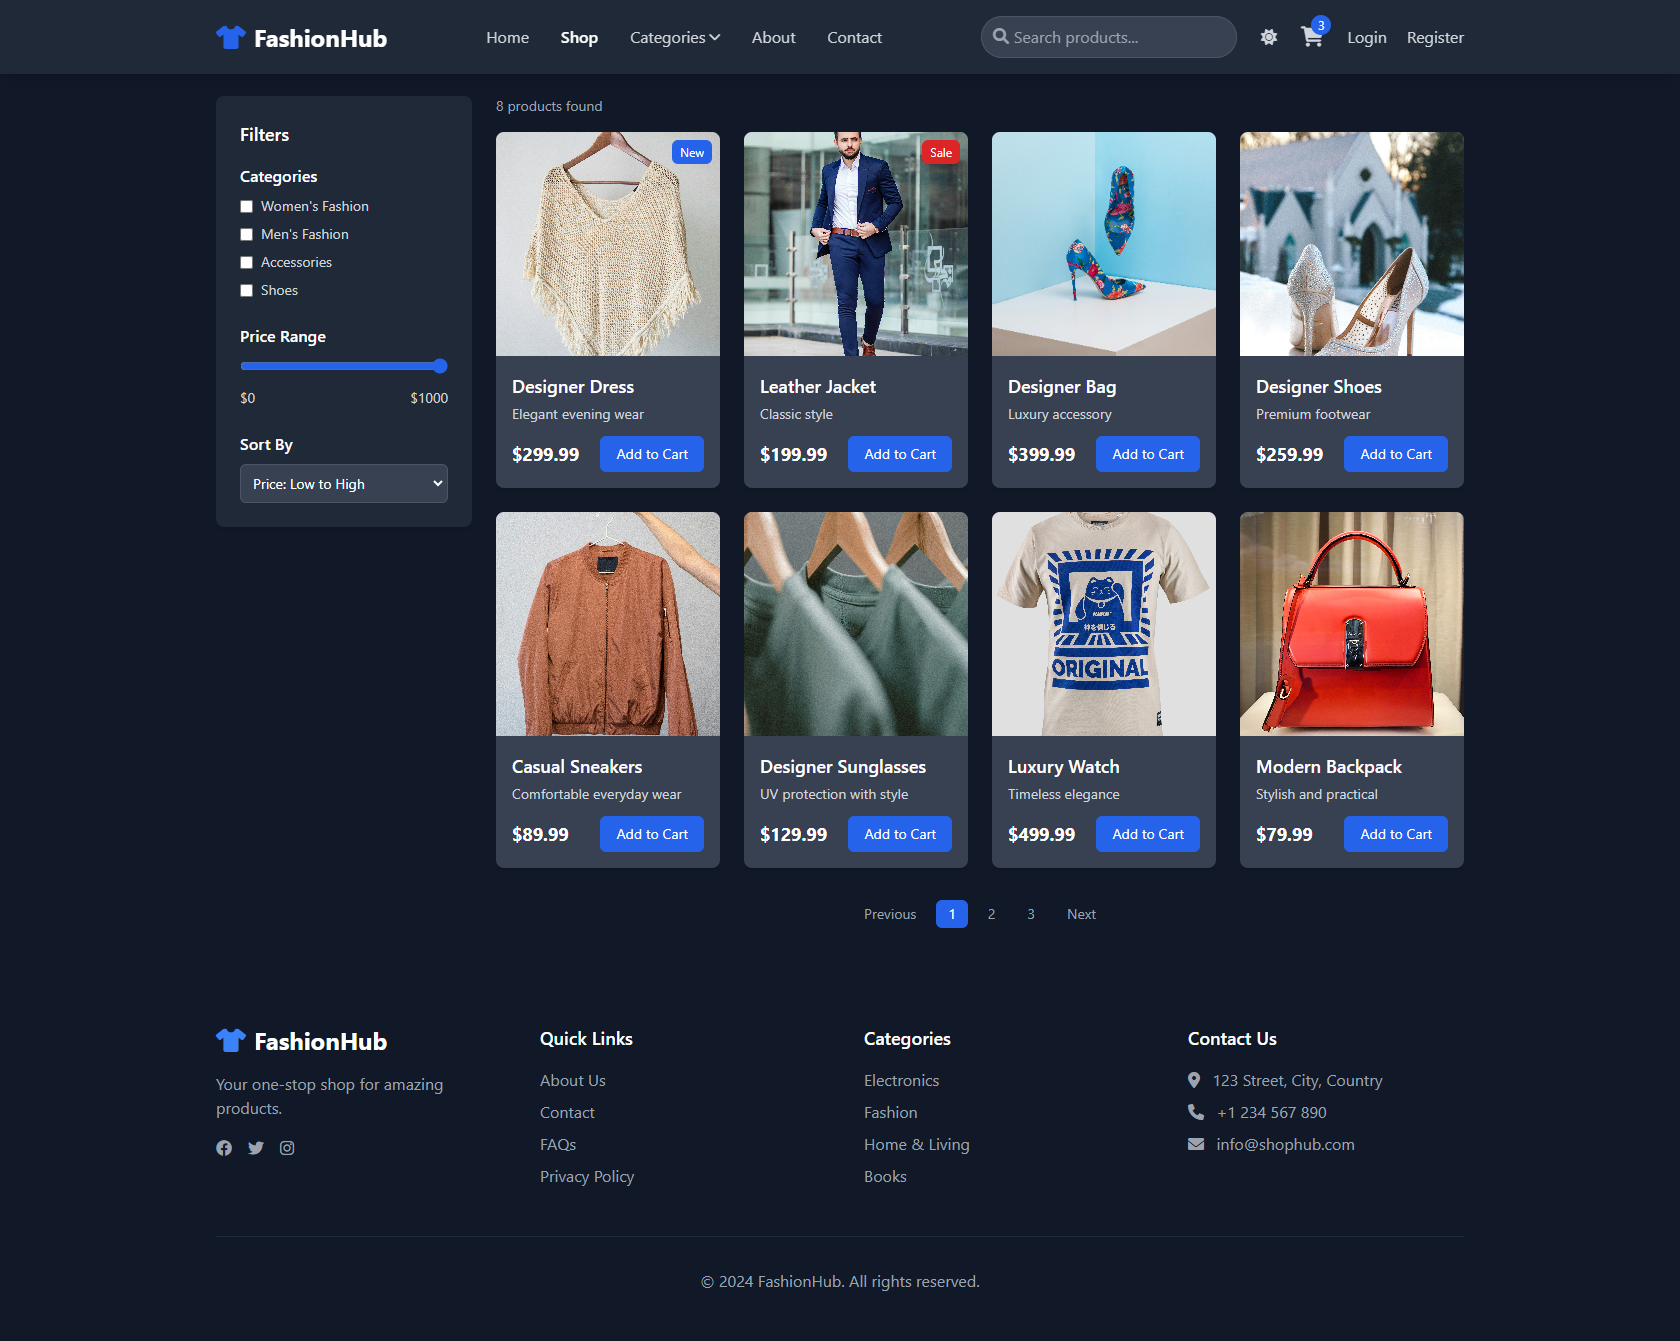 FashionHub
Home
Shop
Categories
About
Contact
Search products...
3
Login
Register
Filters
Categories
Women's Fashion
Men's Fashion
Accessories
Shoes
Price Range
$0
$1000
Sort By
Price: Low to High
8 products found
New
Designer Dress
Elegant evening wear
$299.99
Add to Cart
Sale
Leather Jacket
Classic style
$199.99
Add to Cart
Designer Bag
Luxury accessory
$399.99
Add to Cart
Designer Shoes
Premium footwear
$259.99
Add to Cart
Casual Sneakers
Comfortable everyday wear
$89.99
Add to Cart
Designer Sunglasses
UV protection with style
$129.99
Add to Cart
神を信じる
ORIGINAL
Luxury Watch
Timeless elegance
$499.99
Add to Cart
Modern Backpack
Stylish and practical
$79.99
Add to Cart
Previous
1
2
3
Next
FashionHub
Your one-stop shop for amazing
products.
Quick Links
About Us
Contact
FAQs
Privacy Policy
Categories
Electronics
Fashion
Home & Living
Books
Contact Us
123 Street, City, Country
+1 234 567 890
info@shophub.com
© 2024 FashionHub. All rights reserved.